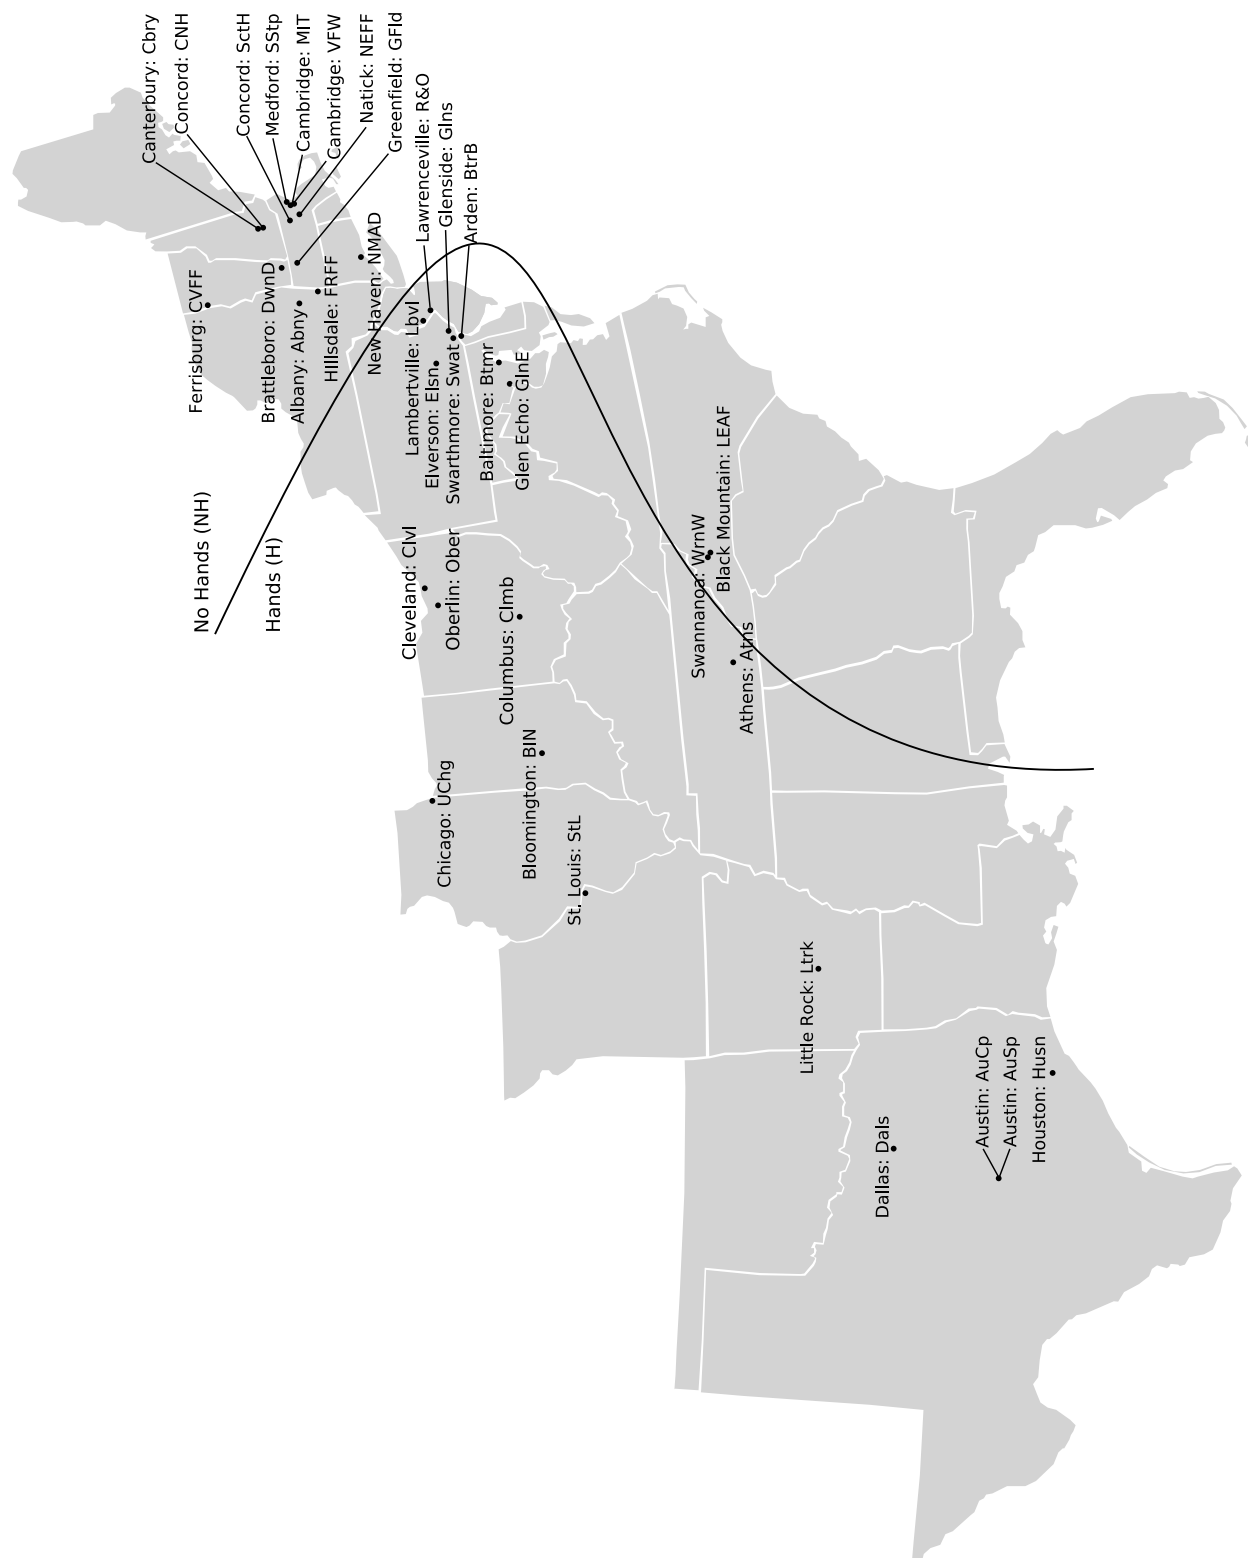 Canterbury: Cbry
Concord: CNH
Concord: SctH
Medford: SStp
Cambridge: MIT
Cambridge: VFW
Natick: NEFF
Greenfield: GFld
Lawrenceville: R&O
Glenside: Glns
Arden: BtrB
Ferrisburg: CVFF
Brattleboro: DwnD
Albany: Abny
HIllsdale: FRFF
New Haven: NMAD
Lambertville: Lbvl
Elverson: Elsn
Swarthmore: Swat
Baltimore: Btmr
Glen Echo: GlnE
No Hands (NH)
Hands (H)
Cleveland: Clvl
Oberlin: Ober
Columbus: Clmb
Swannanoa: WrnW
Black Mountain: LEAF
Athens: Atns
Chicago: UChg
Bloomington: BIN
St. Louis: StL
Little Rock: Ltrk
Dallas: Dals
Austin: AuCp
Austin: AuSp
Houston: Husn